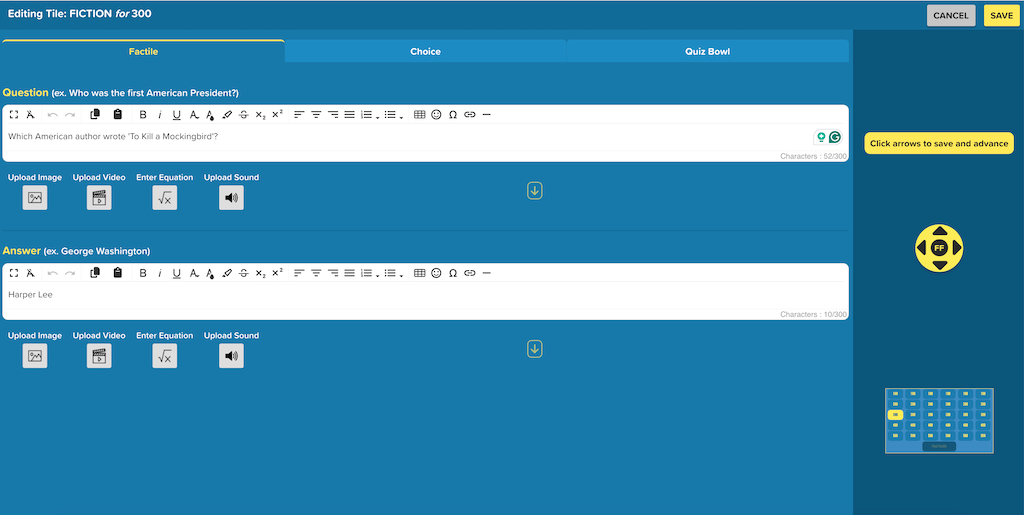 Editing Tile: FICTION for 300
CANCEL
SAVE
Factile
Choice
Quiz Bowl
Question (ex. Who was the first American President?)
Which American author wrote 'To Kill a Mockingbird'?
Characters : 52/300
Upload Image
Upload Video
Enter Equation
Upload Sound
Click arrows to save and advance
FF
Answer (ex. George Washington)
Harper Lee
Characters : 10/300
Upload Image
Upload Video
Enter Equation
Upload Sound